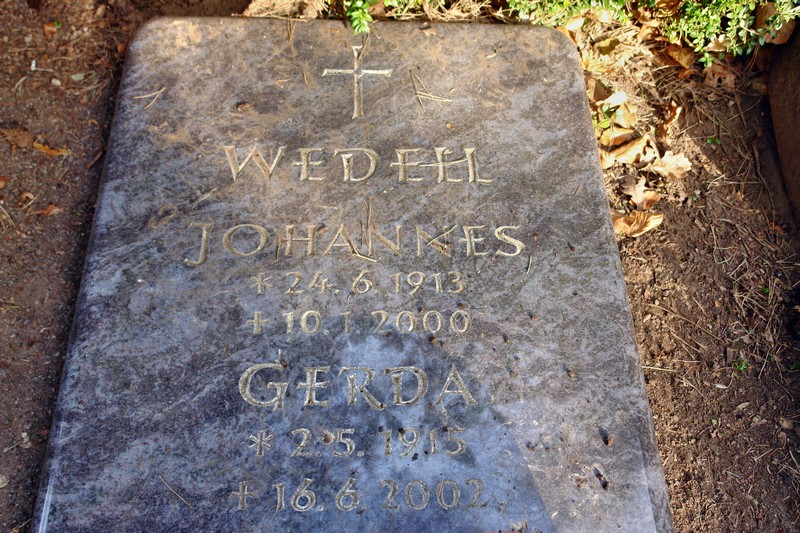 WEDELL
JOHANNES
* 24. 6. 1913
+ 10. 1. 2000
GERDA
* 2. 5. 1915
+ 16. 6. 2002